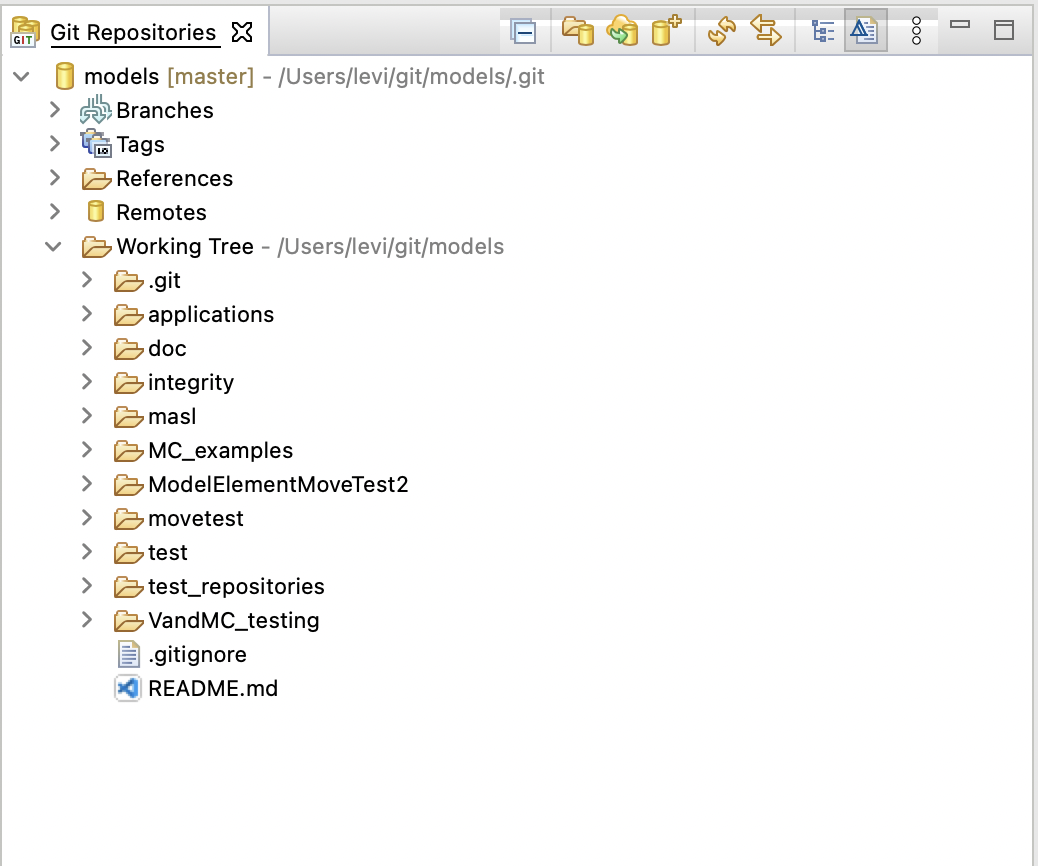 GIT Git Repositories
models [master] - /Users/levi/git/models/.git
Branches
Tags
References
Remotes
Working Tree - /Users/levi/git/models
.git
applications
doc
integrity
masl
MC_examples
ModelElementMoveTest2
movetest
test
test_repositories
VandMC_testing
.gitignore
README.md